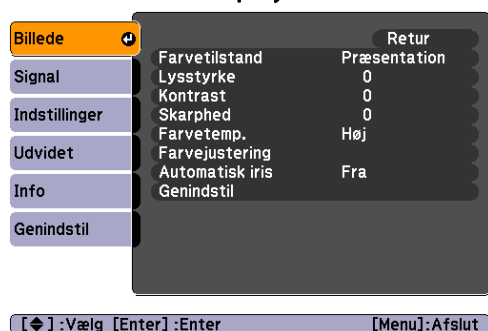 Billede
Signal
Indstillinger
Udvidet
Info
Genindstil
Retur
Farvetilstand Præsentation
Lysstyrke 0
Kontrast 0
Skarphed 0
Farvetemp. Høj
Farvejustering
Automatisk iris Fra
Genindstil
[◆] :Vælg [Enter] :Enter [Menu]:Afslut